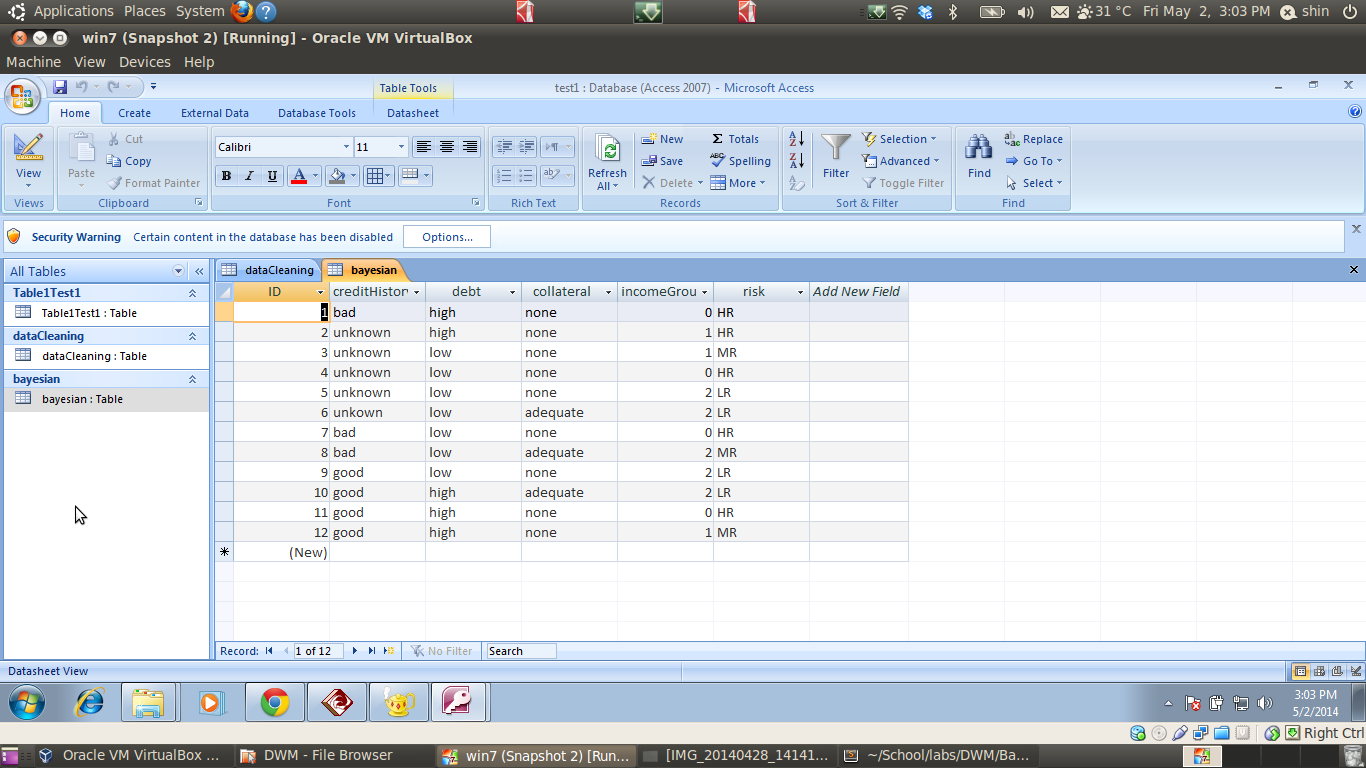 Applications Places System 31 °C Fri May 2, 3:03 PM shin
win7 (Snapshot 2) [Running] - Oracle VM VirtualBox
Machine View Devices Help
Table Tools test1 : Database (Access 2007) - Microsoft Access
Home Create External Data Database Tools Datasheet
View
Views
Paste
Cut
Copy
Format Painter
Clipboard
Calibri 11
B I U A
Font
Rich Text
Refresh All
New
Save
Delete
Totals
Spelling
More
Records
Filter
Selection
Advanced
Toggle Filter
Sort & Filter
Find
Replace
Go To
Select
Find
Security Warning Certain content in the database has been disabled Options...
All Tables
Table1Test1
Table1Test1 : Table
dataCleaning
dataCleaning : Table
bayesian
bayesian : Table
dataCleaning bayesian
ID creditHistor debt collateral incomeGrou risk Add New Field
1 bad high none 0 HR
2 unknown high none 1 HR
3 unknown low none 1 MR
4 unknown low none 0 HR
5 unknown low none 2 LR
6 unkown low adequate 2 LR
7 bad low none 0 HR
8 bad low adequate 2 MR
9 good low none 2 LR
10 good high adequate 2 LR
11 good high none 0 HR
12 good high none 1 MR
* (New)
Record: 1 of 12 No Filter Search
Datasheet View
3:03 PM
5/2/2014
Right Ctrl
Oracle VM VirtualBox ... DWM - File Browser win7 (Snapshot 2) [Run... [IMG_20140428_14141... ~/School/labs/DWM/Ba...